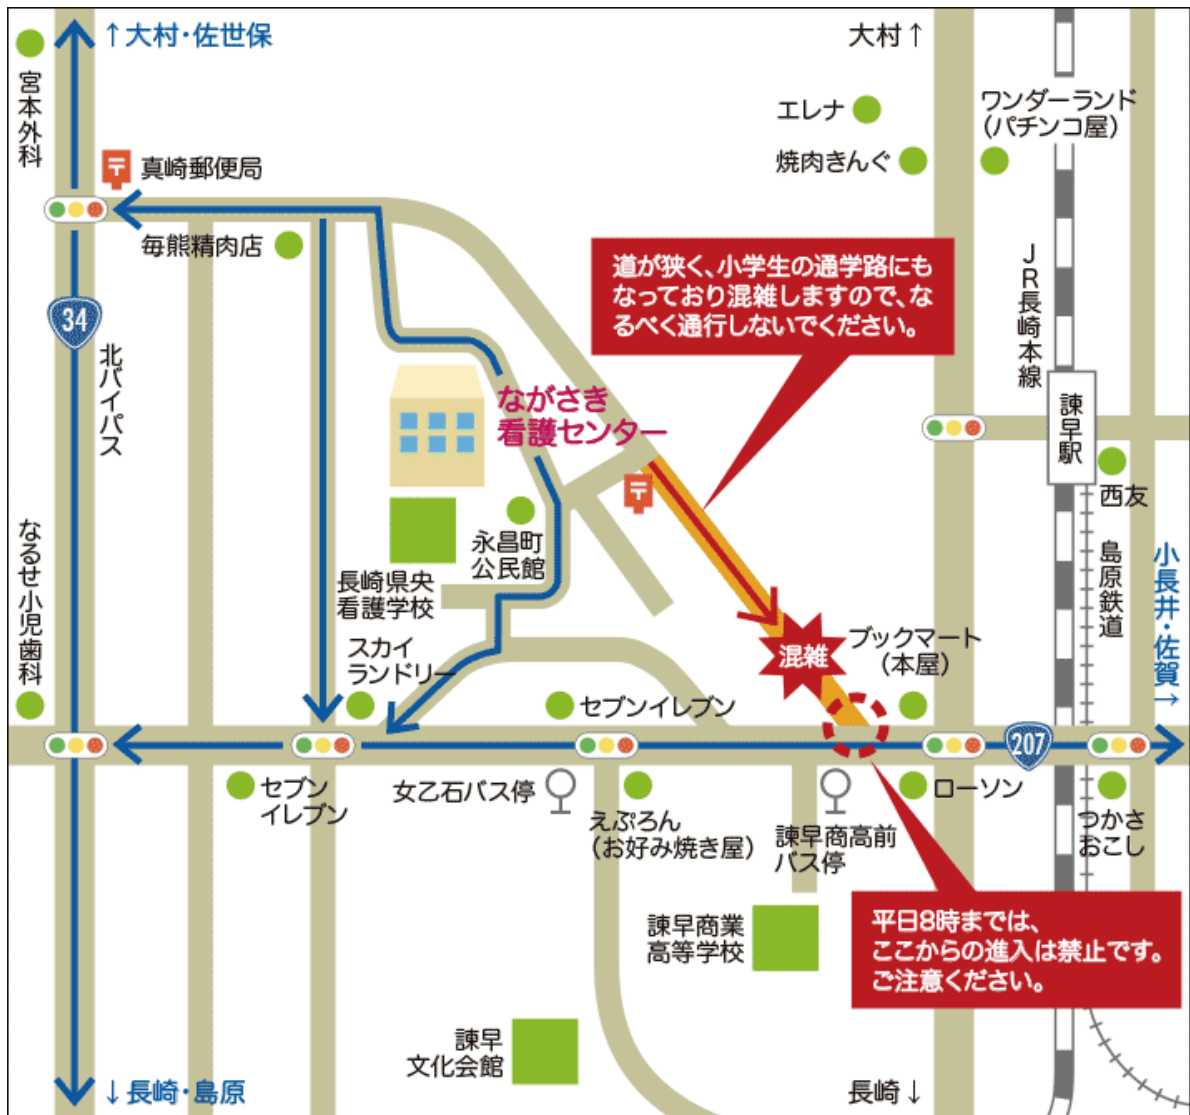 ↑大村・佐世保
大村↑
宮本外科
エレナ
ワンダーランド
（パチンコ屋）
焼肉きんぐ
〒
真崎郵便局
毎熊精肉店
道が狭く、小学生の通学路にも
なっており混雑しますので、な
るべく通行しないでください。
JR長崎本線
34
北バイパス
ながさき
看護センター
諫早駅
西友
〒
永昌町
公民館
長崎県央
看護学校
島原鉄道
小長井・佐賀→
なるせ小児歯科
スカイ
ランドリー
混雑
ブックマート
（本屋）
セブンイレブン
207
セブン
イレブン
女乙石バス停
えぷろん
（お好み焼き屋）
諫早商高前
バス停
ローソン
つかさ
おこし
諫早商業
高等学校
平日8時までは、
ここからの進入は禁止です。
ご注意ください。
諫早
文化会館
↓長崎・島原
長崎↓